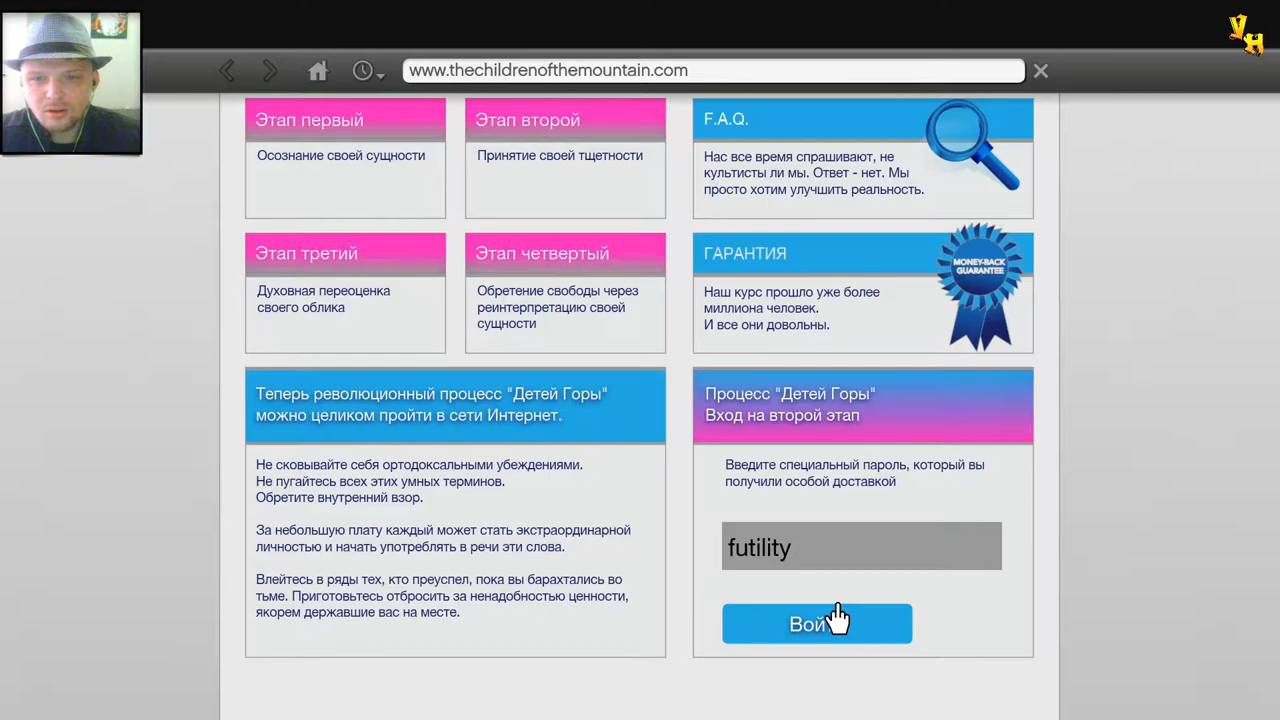 VH
www.thechildrenofthemountain.com
Этап первый
Осознание своей сущности
Этап второй
Принятие своей тщетности
F.A.Q.
Нас все время спрашивают, не
культисты ли мы. Ответ - нет. Мы
просто хотим улучшить реальность.
Этап третий
Духовная переоценка
своего облика
Этап четвертый
Обретение свободы через
реинтерпретацию своей
сущности
ГАРАНТИЯ
MONEY-BACK
GUARANTEE
Наш курс прошло уже более
миллиона человек.
И все они довольны.
Теперь революционный процесс "Детей Горы"
можно целиком пройти в сети Интернет.
Не сковывайте себя ортодоксальными убеждениями.
Не пугайтесь всех этих умных терминов.
Обретите внутренний взор.
За небольшую плату каждый может стать экстраординарной
личностью и начать употреблять в речи эти слова.
Влейтесь в ряды тех, кто преуспел, пока вы барахтались во
тьме. Приготовьтесь отбросить за ненадобностью ценности,
якорем державшие вас на месте.
Процесс "Детей Горы"
Вход на второй этап
Введите специальный пароль, который вы
получили особой доставкой
futility